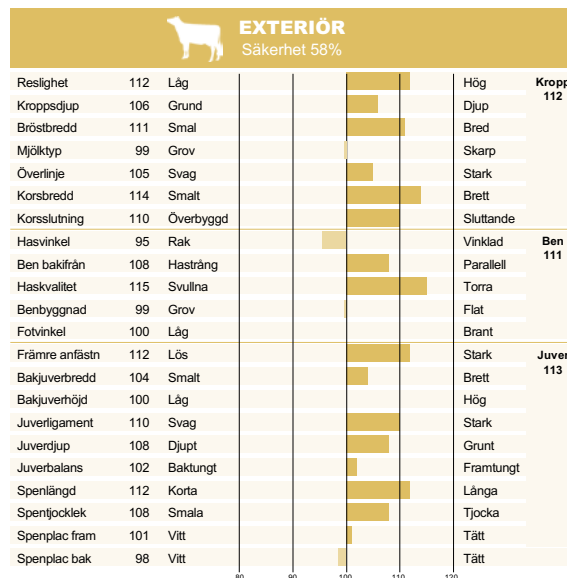 EXTERIÖR
Säkerhet 58%
Reslighet 112 Låg Hög Kropp
112
Kroppsdjup 106 Grund Djup
Bröstbredd 111 Smal Bred
Mjölktyp 99 Grov Skarp
Överlinje 105 Svag Stark
Korsbredd 114 Smalt Brett
Korsslutning 110 Överbyggd Sluttande
Hasvinkel 95 Rak Vinklad Ben
111
Ben bakifrån 108 Hastrång Parallell
Haskvalitet 115 Svullna Torra
Benbyggnad 99 Grov Flat
Fotvinkel 100 Låg Brant
Främre anfästn 112 Lös Stark Juver
113
Bakjuverbredd 104 Smalt Brett
Bakjuverhöjd 100 Låg Hög
Juverligament 110 Svag Stark
Juverdjup 108 Djupt Grunt
Juverbalans 102 Baktungt Framtungt
Spenlängd 112 Korta Långa
Spentjocklek 108 Smala Tjocka
Spenplac fram 101 Vitt Tätt
Spenplac bak 98 Vitt Tätt
80 90 100 110 120